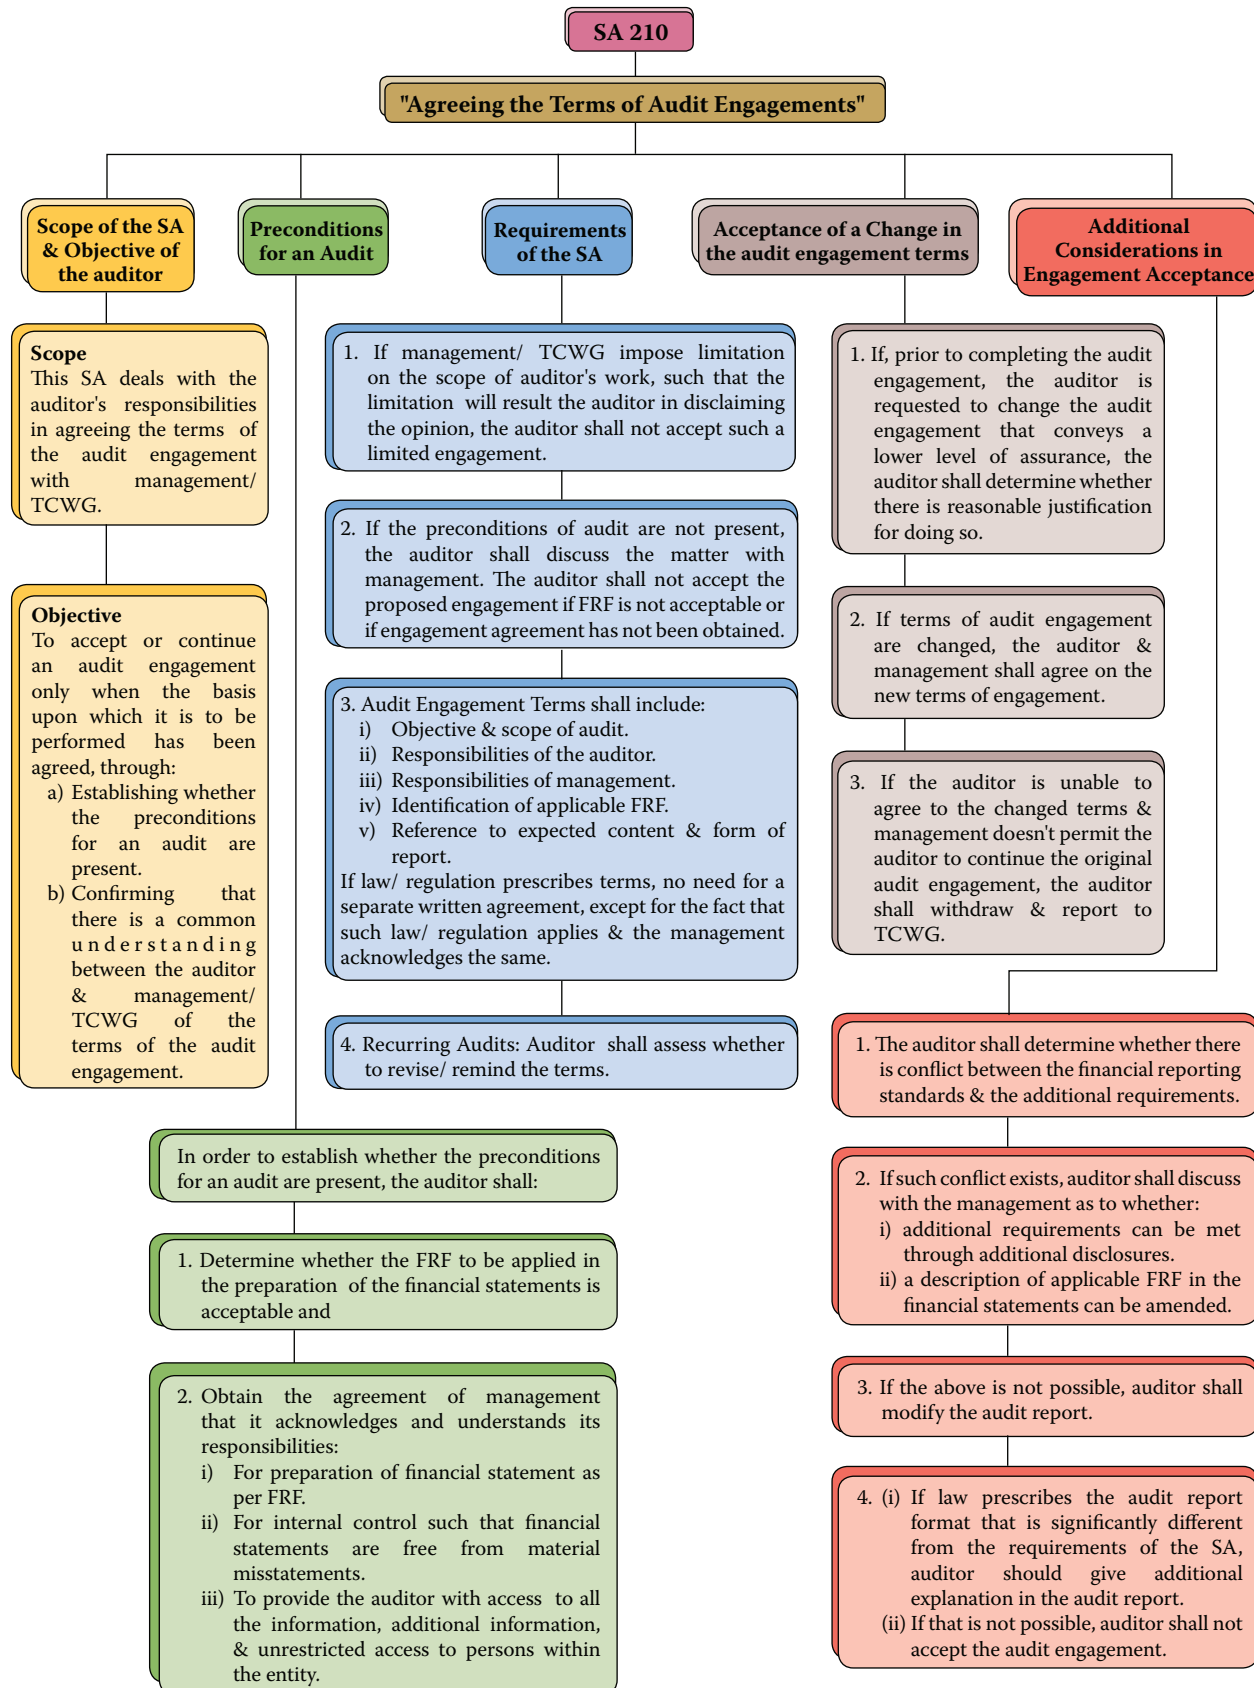 SA 210
"Agreeing the Terms of Audit Engagements"
Scope of the SA
& Objective of
the auditor
Scope
This SA deals with the
auditor's responsibilities
in agreeing the terms of
the audit engagement
with management/
TCWG.
Objective
To accept or continue
an audit engagement
only when the basis
upon which it is to be
performed has been
agreed, through:
a) Establishing whether
the preconditions
for an audit are
present.
b) Confirming that
there is a common
understanding
between the auditor
& management/
TCWG of the
terms of the audit
engagement.
Preconditions
for an Audit
In order to establish whether the preconditions
for an audit are present, the auditor shall:
1. Determine whether the FRF to be applied in
the preparation of the financial statements is
acceptable and
2. Obtain the agreement of management
that it acknowledges and understands its
responsibilities:
i) For preparation of financial statement as
per FRF.
ii) For internal control such that financial
statements are free from material
misstatements.
iii) To provide the auditor with access to all
the information, additional information,
& unrestricted access to persons within
the entity.
Requirements
of the SA
1. If management/ TCWG impose limitation
on the scope of auditor's work, such that the
limitation will result the auditor in disclaiming
the opinion, the auditor shall not accept such a
limited engagement.
2. If the preconditions of audit are not present,
the auditor shall discuss the matter with
management. The auditor shall not accept the
proposed engagement if FRF is not acceptable or
if engagement agreement has not been obtained.
3. Audit Engagement Terms shall include:
i) Objective & scope of audit.
ii) Responsibilities of the auditor.
iii) Responsibilities of management.
iv) Identification of applicable FRF.
v) Reference to expected content & form of
report.
If law/ regulation prescribes terms, no need for a
separate written agreement, except for the fact that
such law/ regulation applies & the management
acknowledges the same.
4. Recurring Audits: Auditor shall assess whether
to revise/ remind the terms.
Acceptance of a Change in
the audit engagement terms
1. If, prior to completing the audit
engagement, the auditor is
requested to change the audit
engagement that conveys a
lower level of assurance, the
auditor shall determine whether
there is reasonable justification
for doing so.
2. If terms of audit engagement
are changed, the auditor &
management shall agree on the
new terms of engagement.
3. If the auditor is unable to
agree to the changed terms &
management doesn't permit the
auditor to continue the original
audit engagement, the auditor
shall withdraw & report to
TCWG.
Additional
Considerations in
Engagement Acceptance
1. The auditor shall determine whether there
is conflict between the financial reporting
standards & the additional requirements.
2. If such conflict exists, auditor shall discuss
with the management as to whether:
i) additional requirements can be met
through additional disclosures.
ii) a description of applicable FRF in the
financial statements can be amended.
3. If the above is not possible, auditor shall
modify the audit report.
4. (i) If law prescribes the audit report
format that is significantly different
from the requirements of the SA,
auditor should give additional
explanation in the audit report.
(ii) If that is not possible, auditor shall not
accept the audit engagement.